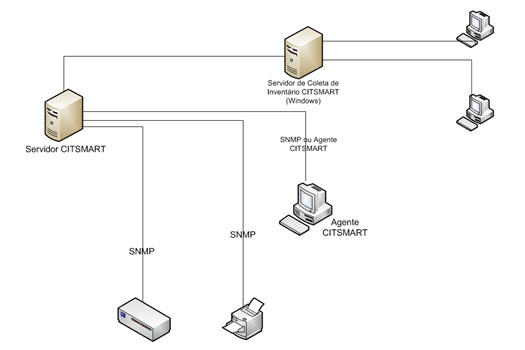 Servidor de Coleta de
Inventário CITSMART
(Windows)
Servidor CITSMART
SNMP ou Agente
CITSMART
Agente
CITSMART
SNMP
SNMP